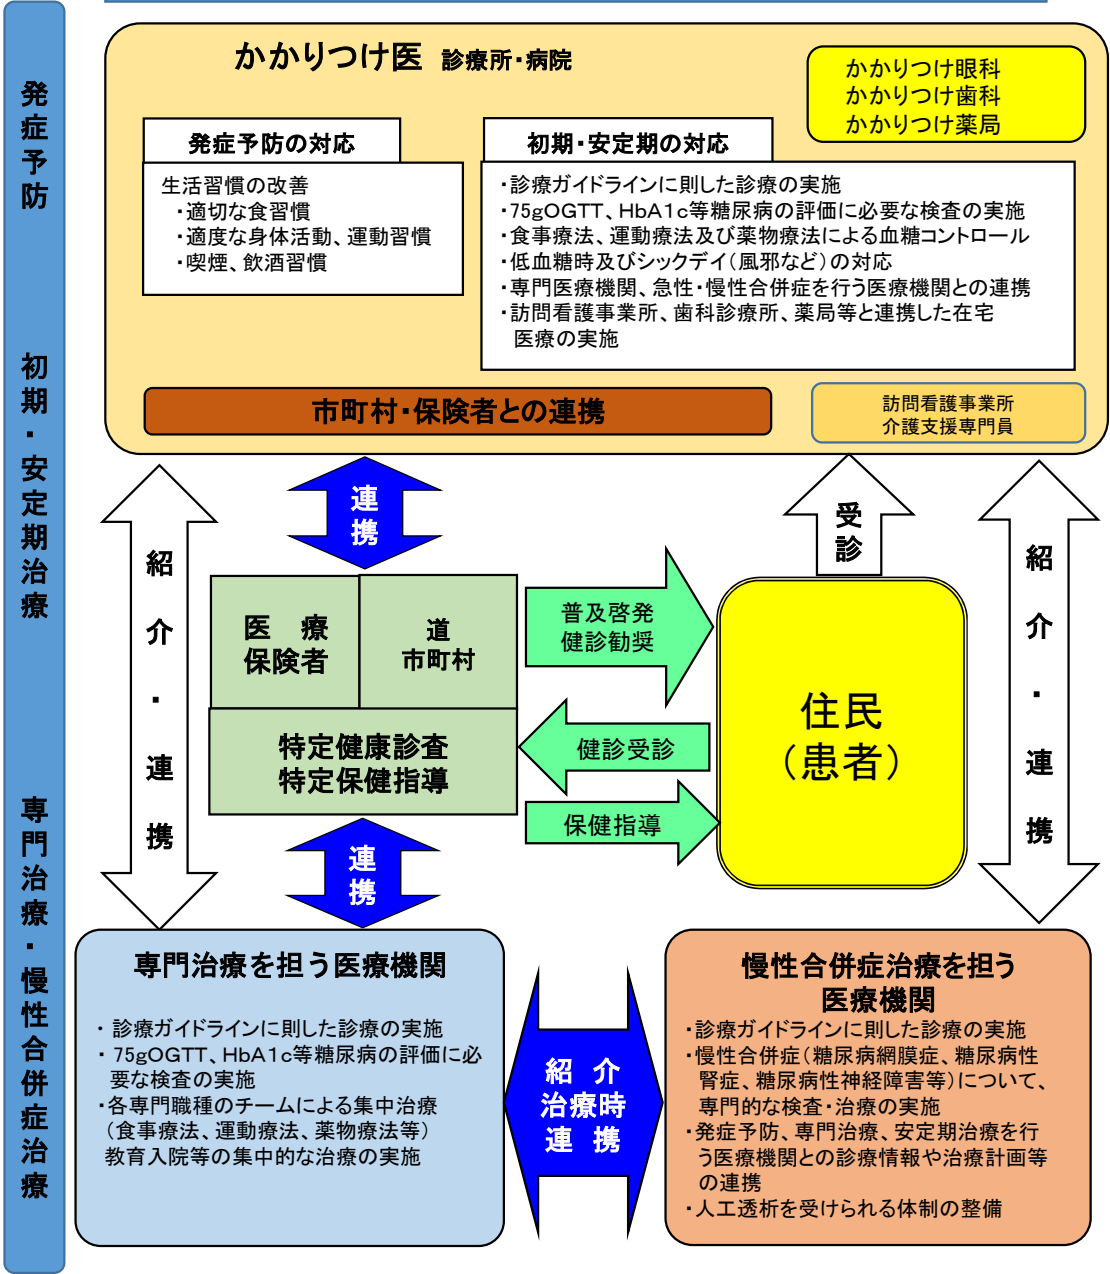 発症予防
初期・安定期治療
専門治療・慢性合併症治療
かかりつけ医 診療所・病院
かかりつけ眼科
かかりつけ歯科
かかりつけ薬局
発症予防の対応
生活習慣の改善
・適切な食習慣
・適度な身体活動、運動習慣
・喫煙、飲酒習慣
初期・安定期の対応
・診療ガイドラインに則した診療の実施
・75gOGTT、HbA1c等糖尿病の評価に必要な検査の実施
・食事療法、運動療法及び薬物療法による血糖コントロール
・低血糖時及びシックデイ（風邪など）の対応
・専門医療機関、急性・慢性合併症を行う医療機関との連携
・訪問看護事業所、歯科診療所、薬局等と連携した在宅
医療の実施
市町村・保険者との連携
訪問看護事業所
介護支援専門員
紹介・連携
連携
受診
紹介・連携
医　療
保険者
道
市町村
特定健康診査
特定保健指導
普及啓発
健診勧奨
健診受診
保健指導
住民
（患者）
連携
専門治療を担う医療機関
・ 診療ガイドラインに則した診療の実施
・ 75gOGTT、HbA1c等糖尿病の評価に必
要な検査の実施
・各専門職種のチームによる集中治療
（食事療法、運動療法、薬物療法等）
教育入院等の集中的な治療の実施
紹　介
治療時
連　携
慢性合併症治療を担う
医療機関
・診療ガイドラインに則した診療の実施
・慢性合併症（糖尿病網膜症、糖尿病性
腎症、糖尿病性神経障害等）について、
専門的な検査・治療の実施
・発症予防、専門治療、安定期治療を行
う医療機関との診療情報や治療計画等
の連携
・人工透析を受けられる体制の整備